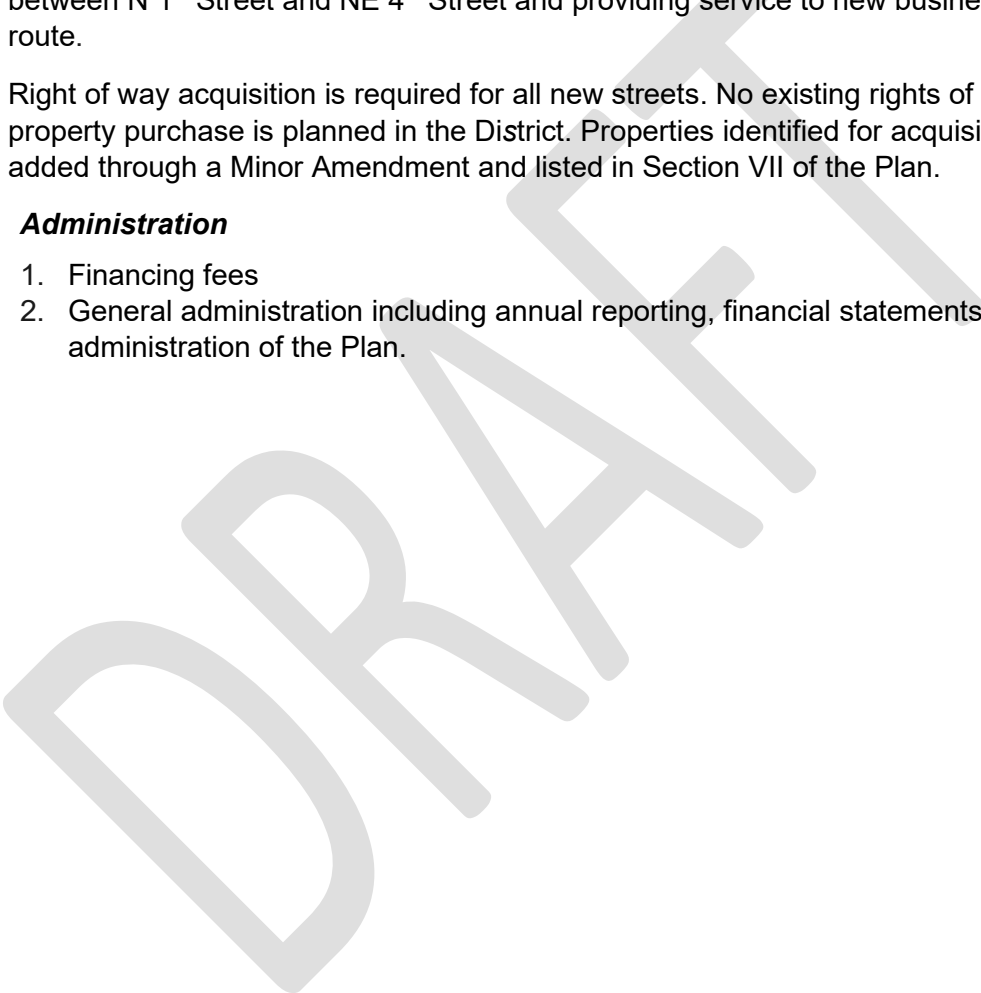 between N 1 Street and NE 4 Street and providing service to new busine
route.
Right of way acquisition is required for all new streets. No existing rights of
property purchase is planned in the District. Properties identified for acquisi
added through a Minor Amendment and listed in Section VII of the Plan.
Administration
1. Financing fees
2. General administration including annual reporting, financial statements
administration of the Plan.
DRAFT